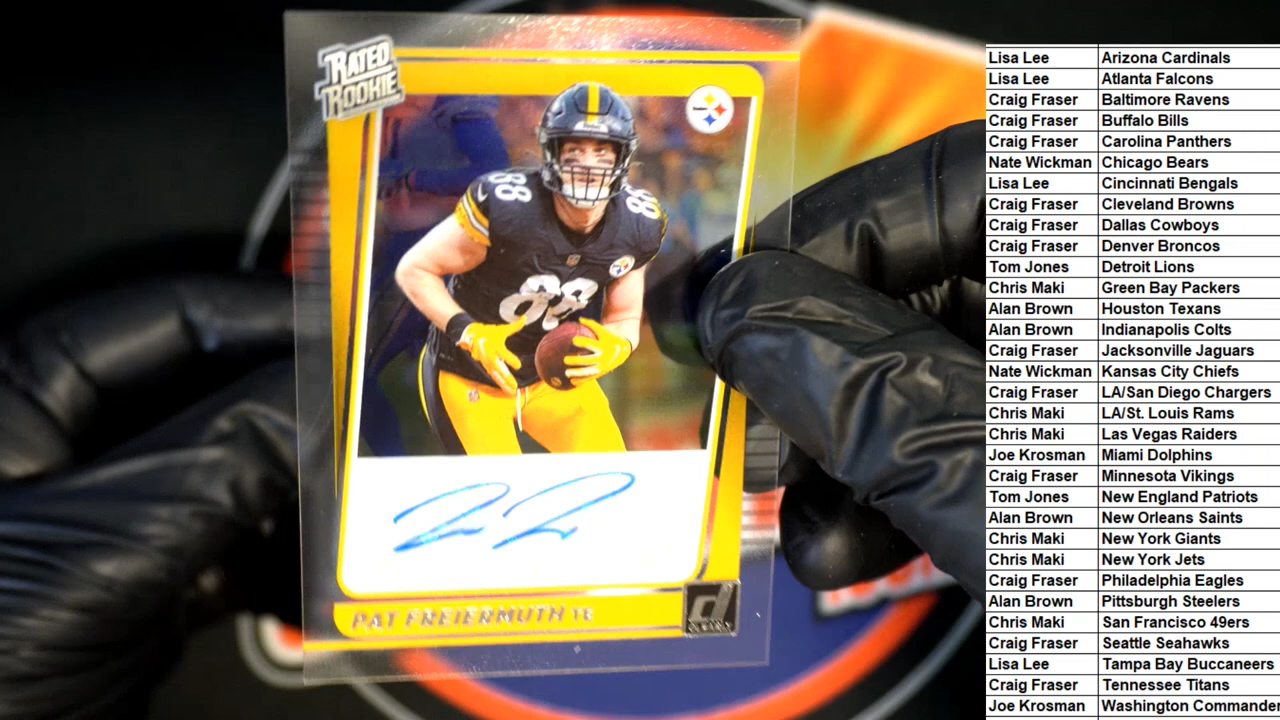 RATED
ROOKIE
88
88
88
PAT FREIERMUTH TE
d
DONRUSS
Lisa Lee Arizona Cardinals
Lisa Lee Atlanta Falcons
Craig Fraser Baltimore Ravens
Craig Fraser Buffalo Bills
Craig Fraser Carolina Panthers
Nate Wickman Chicago Bears
Lisa Lee Cincinnati Bengals
Craig Fraser Cleveland Browns
Craig Fraser Dallas Cowboys
Craig Fraser Denver Broncos
Tom Jones Detroit Lions
Chris Maki Green Bay Packers
Alan Brown Houston Texans
Alan Brown Indianapolis Colts
Craig Fraser Jacksonville Jaguars
Nate Wickman Kansas City Chiefs
Craig Fraser LA/San Diego Chargers
Chris Maki LA/St. Louis Rams
Chris Maki Las Vegas Raiders
Joe Krosman Miami Dolphins
Craig Fraser Minnesota Vikings
Tom Jones New England Patriots
Alan Brown New Orleans Saints
Chris Maki New York Giants
Chris Maki New York Jets
Craig Fraser Philadelphia Eagles
Alan Brown Pittsburgh Steelers
Chris Maki San Francisco 49ers
Craig Fraser Seattle Seahawks
Lisa Lee Tampa Bay Buccaneers
Craig Fraser Tennessee Titans
Joe Krosman Washington Commander